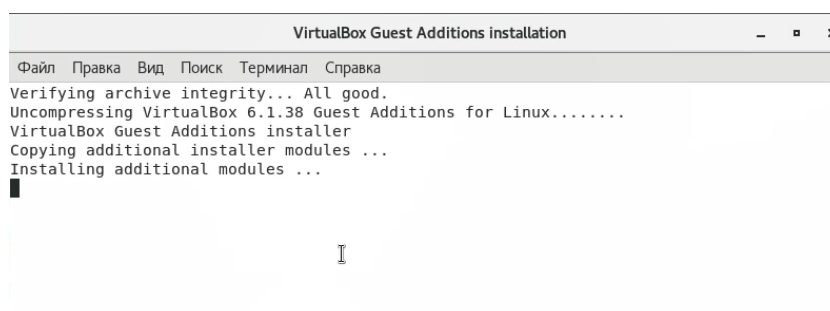 VirtualBox Guest Additions installation
Файл Правка Вид Поиск Терминал Справка
Verifying archive integrity... All good.
Uncompressing VirtualBox 6.1.38 Guest Additions for Linux........
VirtualBox Guest Additions installer
Copying additional installer modules ...
Installing additional modules ...